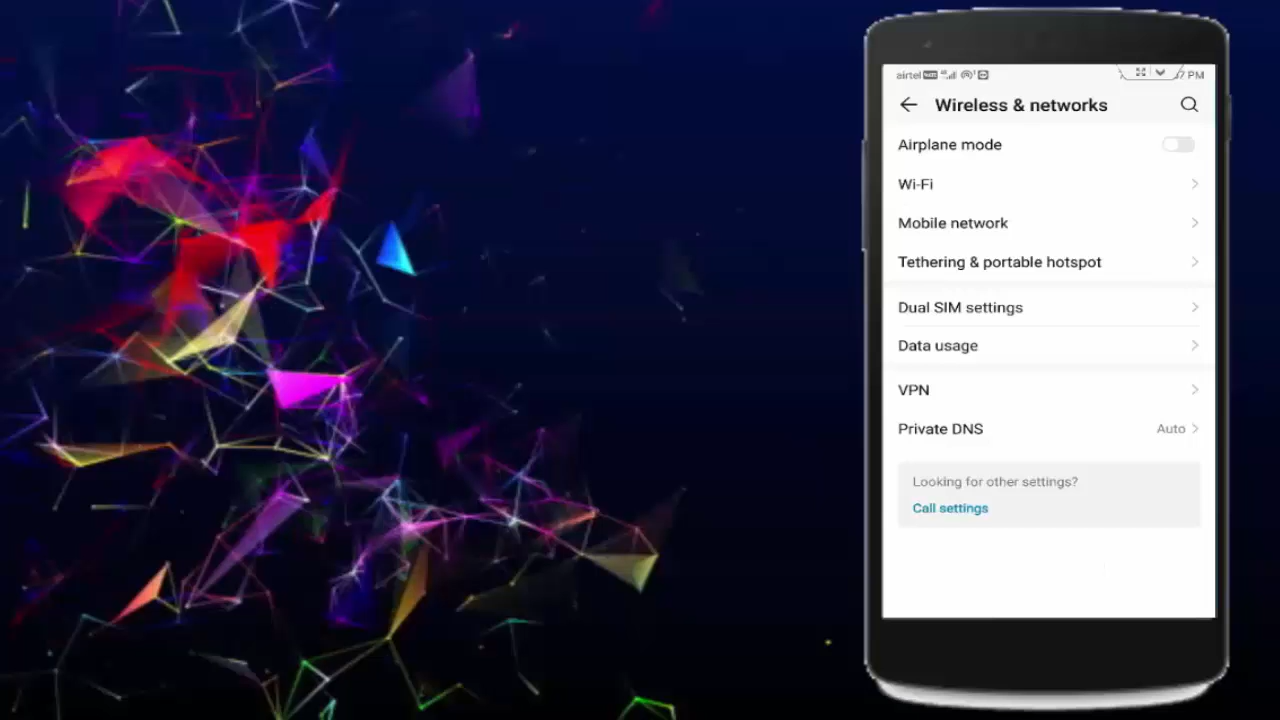 airtel
PM
Wireless & networks
Airplane mode
Wi-Fi
Mobile network
Tethering & portable hotspot
Dual SIM settings
Data usage
VPN
Private DNS Auto
Looking for other settings?
Call settings